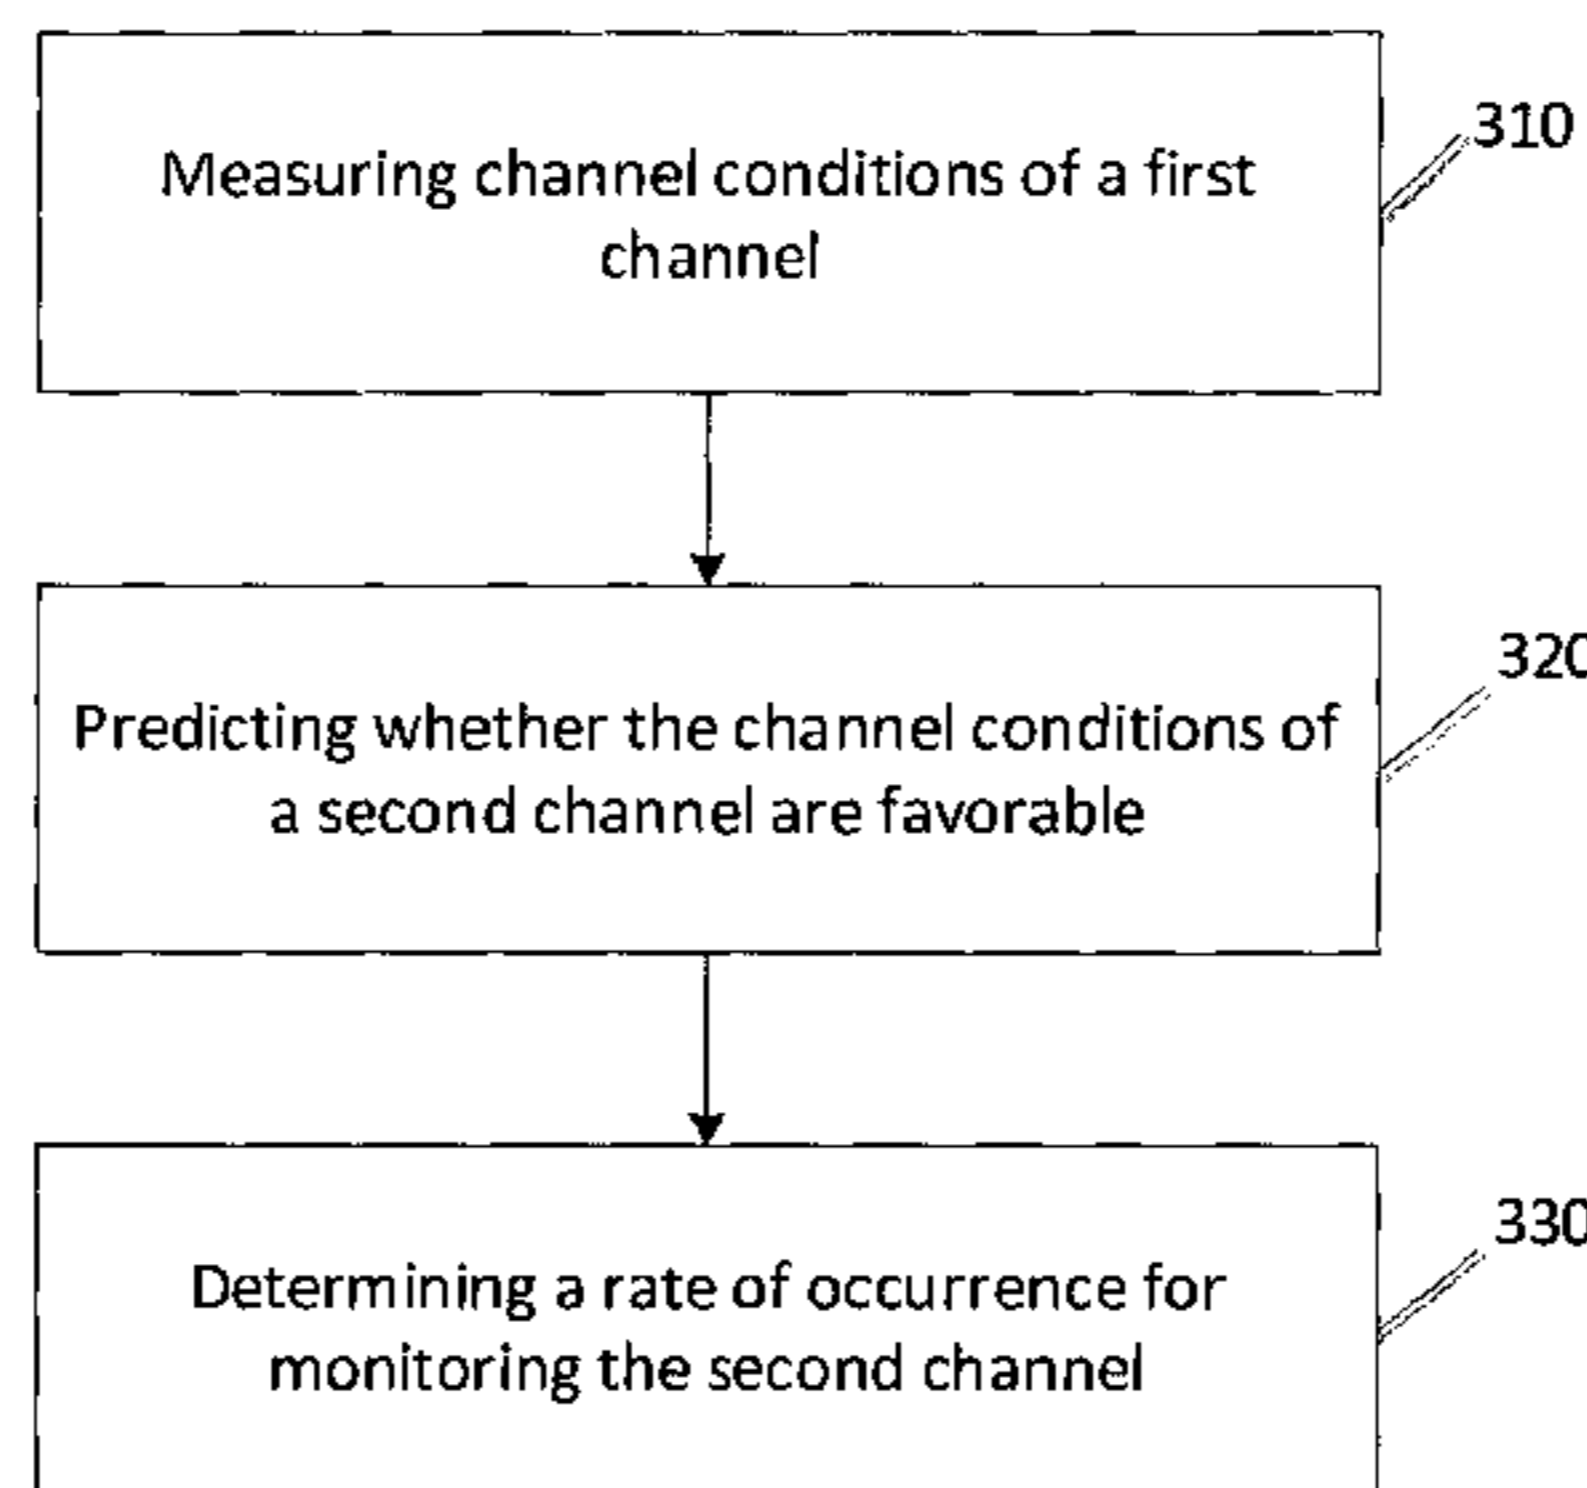 310
Measuring channel conditions of a first
channel
320
Predicting whether the channel conditions of
a second channel are favorable
330
Determining a rate of occurrence for
monitoring the second channel